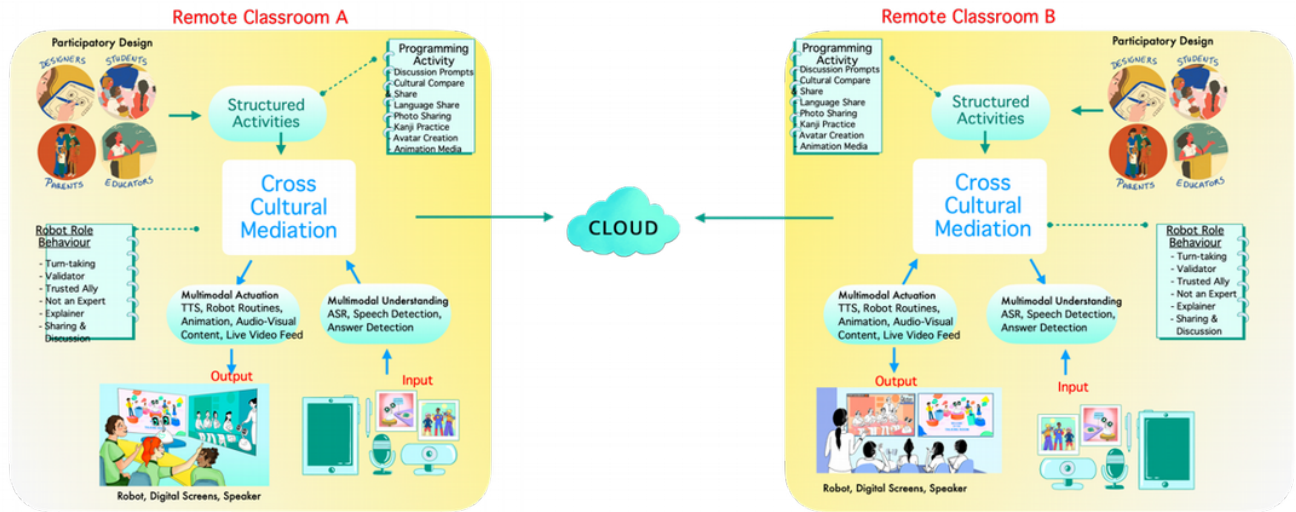 Remote Classroom A
Participatory Design
DESIGNERS
STUDENTS
PARENTS
EDUCATORS
Structured
Activities
Programming
Activity
- Discussion Prompts
- Cultural Compare
& Share
- Language Share
- Photo Sharing
- Kanji Practice
- Avatar Creation
- Animation Media
Cross
Cultural
Mediation
Robot Role
Behaviour
- Turn-taking
- Validator
- Trusted Ally
- Not an Expert
- Explainer
- Sharing &
Discussion
Multimodal Actuation
TTS, Robot Routines,
Animation, Audio-Visual
Content, Live Video Feed
Multimodal Understanding
ASR, Speech Detection,
Answer Detection
Output
Input
Robot, Digital Screens, Speaker
CLOUD
Remote Classroom B
Programming
Activity
- Discussion Prompts
- Cultural Compare
& Share
- Language Share
- Photo Sharing
- Kanji Practice
- Avatar Creation
- Animation Media
Structured
Activities
Participatory Design
DESIGNERS
STUDENTS
PARENTS
EDUCATORS
Cross
Cultural
Mediation
Robot Role
Behaviour
- Turn-taking
- Validator
- Trusted Ally
- Not an Expert
- Explainer
- Sharing &
Discussion
Multimodal Actuation
TTS, Robot Routines,
Animation, Audio-Visual
Content, Live Video Feed
Multimodal Understanding
ASR, Speech Detection,
Answer Detection
Output
Input
Robot, Digital Screens, Speaker